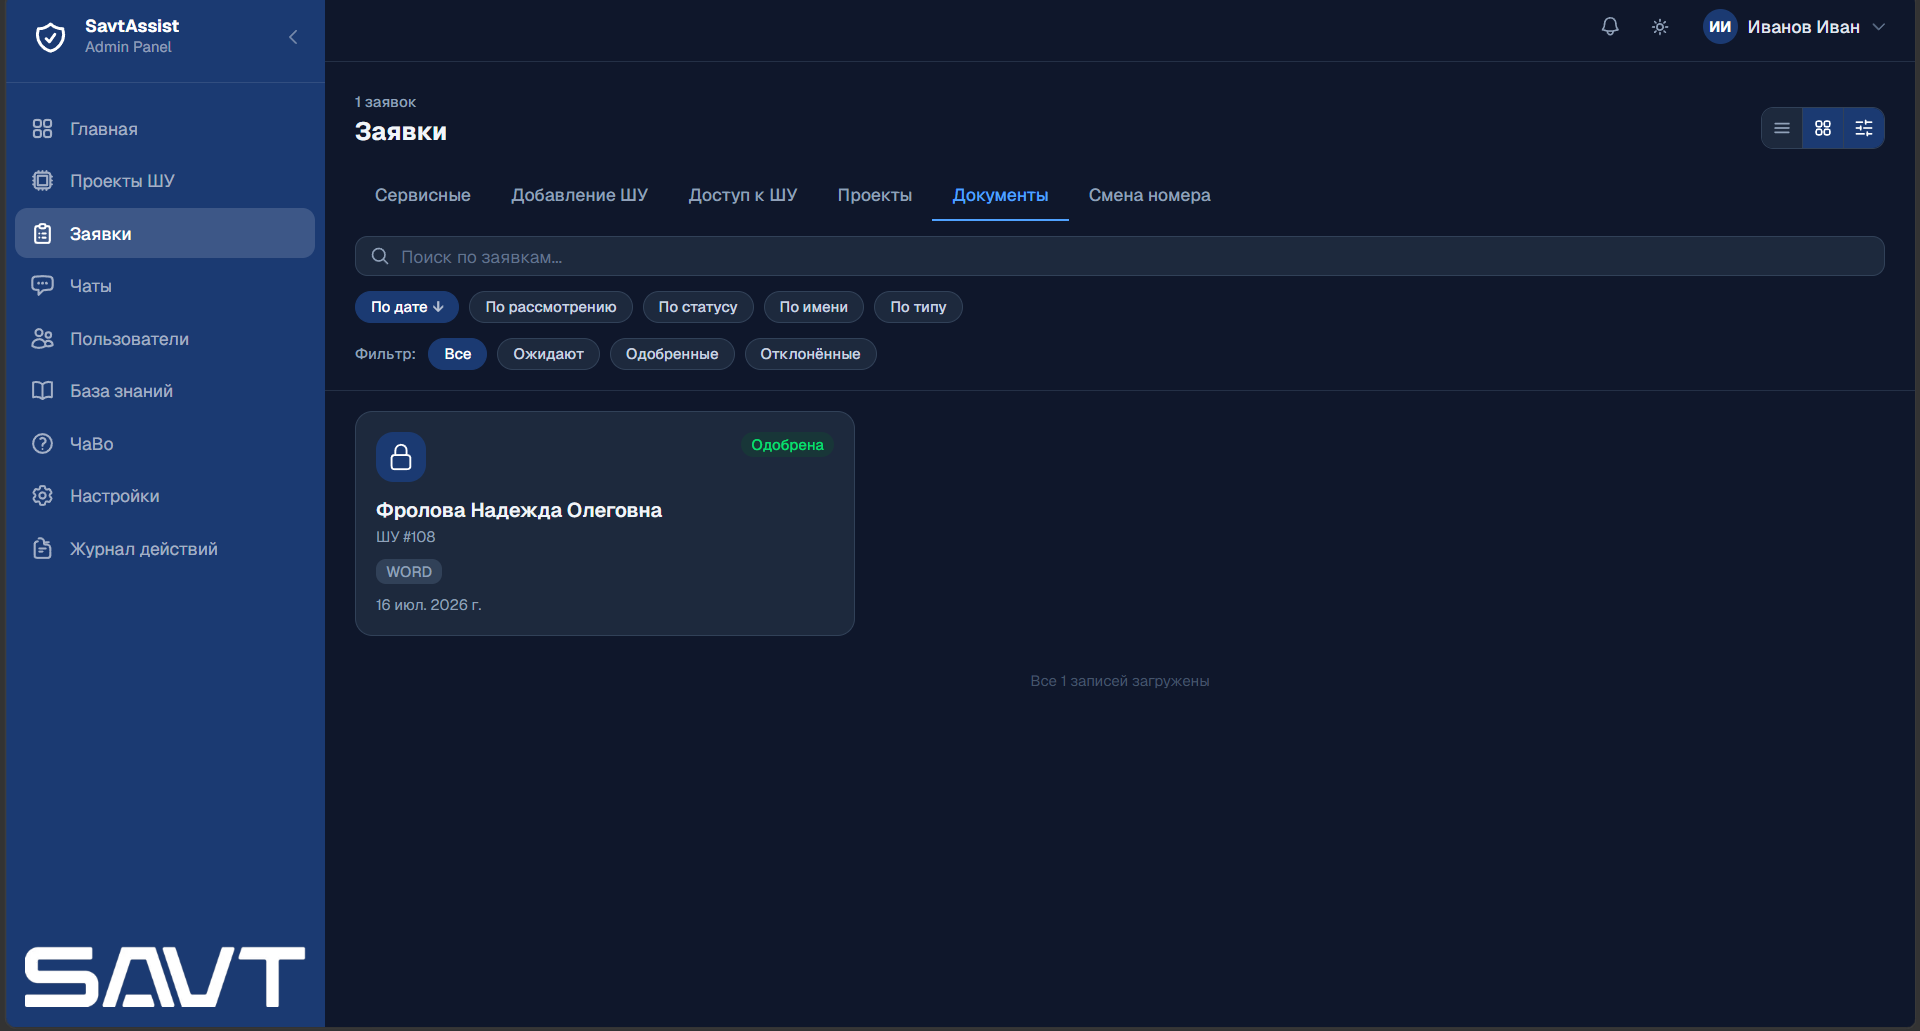 SavtAssist
Admin Panel
ИИ Иванов Иван
Главная
Проекты ШУ
Заявки
Чаты
Пользователи
База знаний
ЧаВо
Настройки
Журнал действий
SAVT
1 заявок
Заявки
Сервисные Добавление ШУ Доступ к ШУ Проекты Документы Смена номера
Поиск по заявкам...
По дате ↓ По рассмотрению По статусу По имени По типу
Фильтр: Все Ожидают Одобренные Отклонённые
Одобрена
Фролова Надежда Олеговна
ШУ #108
WORD
16 июл. 2026 г.
Все 1 записей загружены